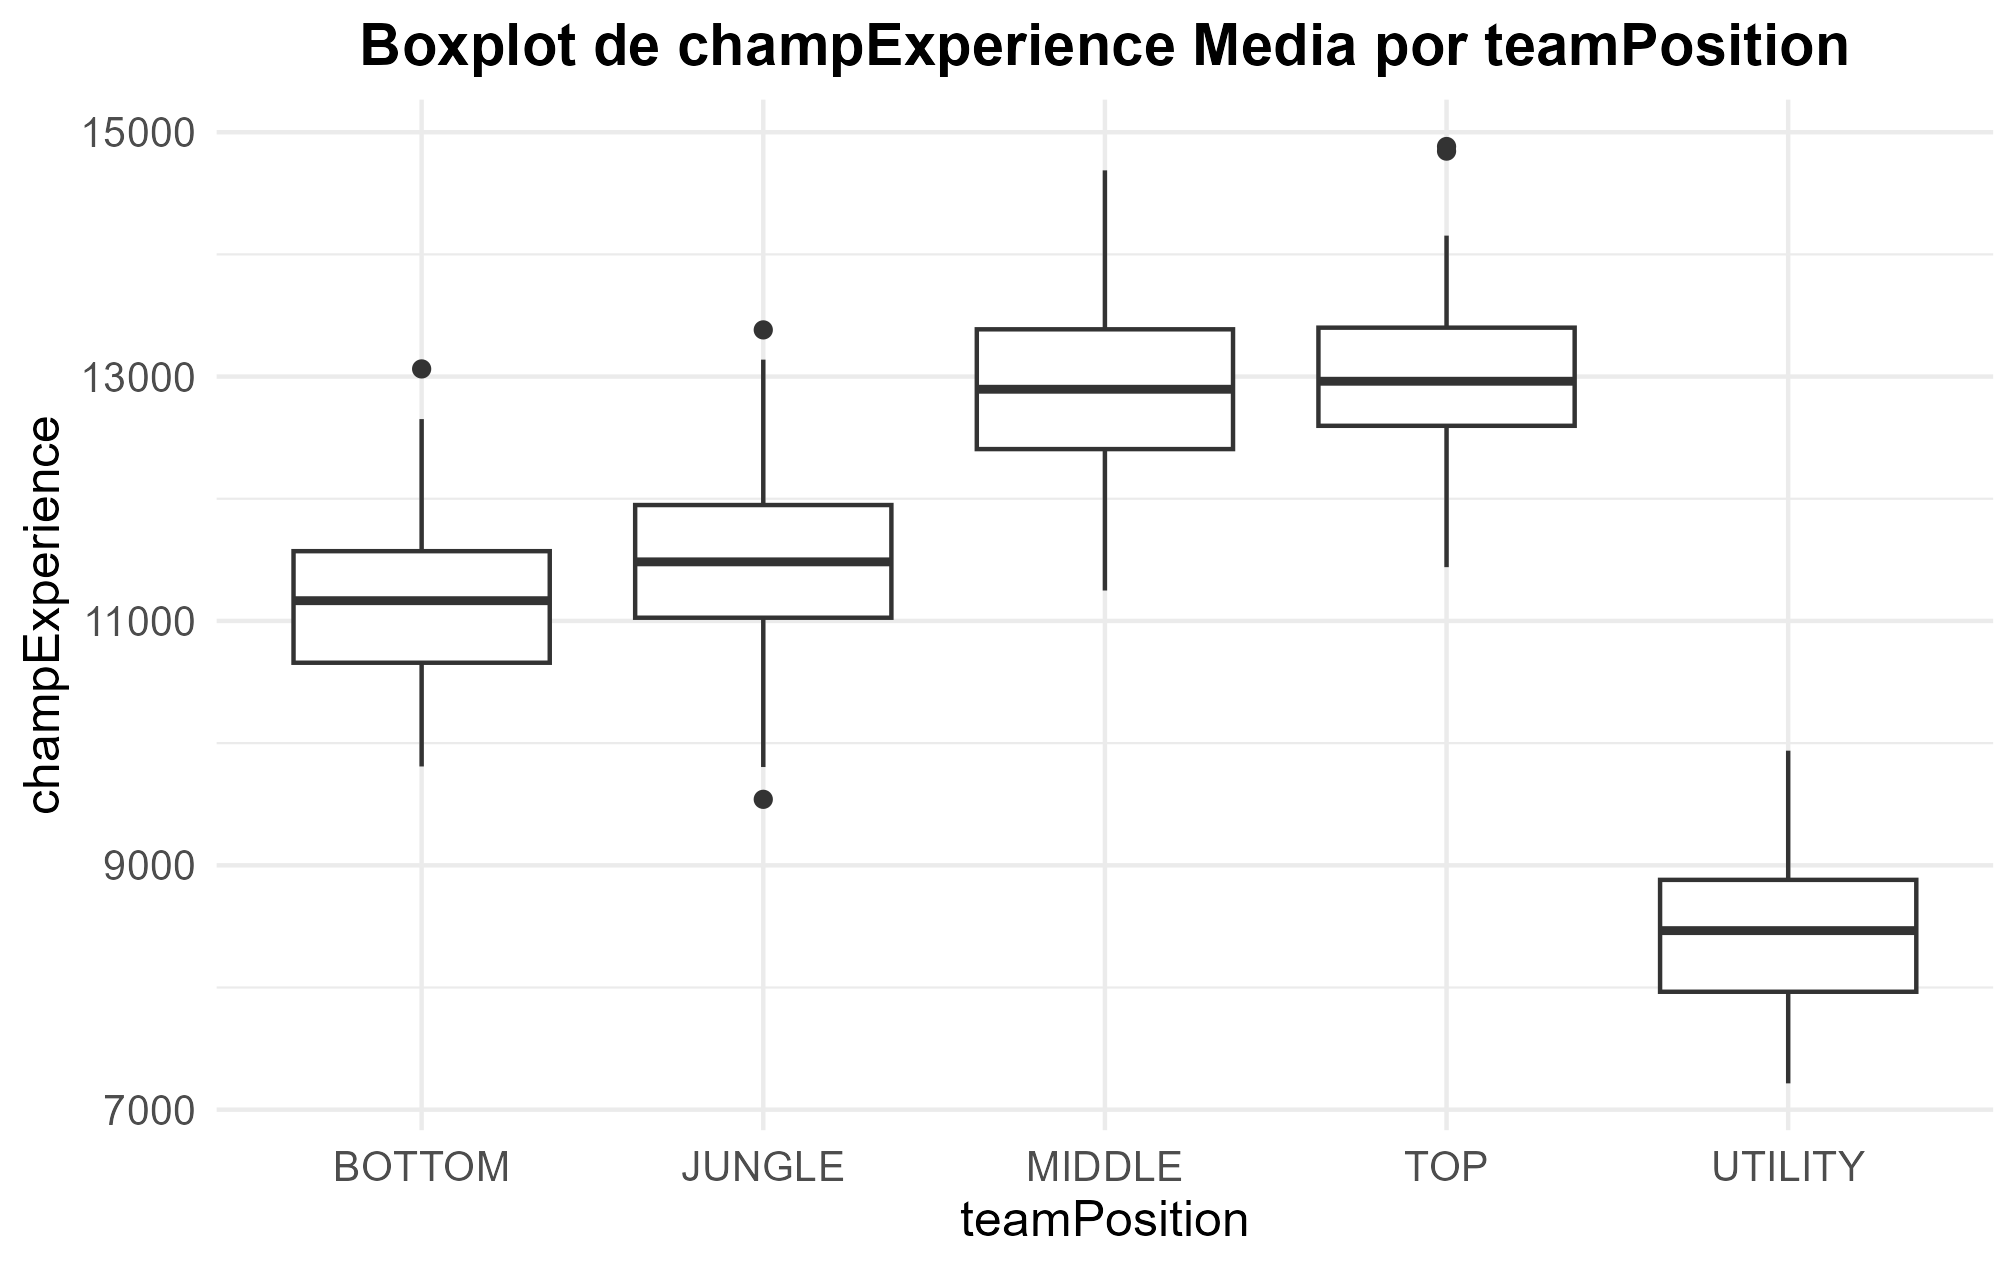 Boxplot de champExperience Media por teamPosition
15000
13000
11000
9000
7000
champExperience
BOTTOM
JUNGLE
MIDDLE
TOP
UTILITY
teamPosition